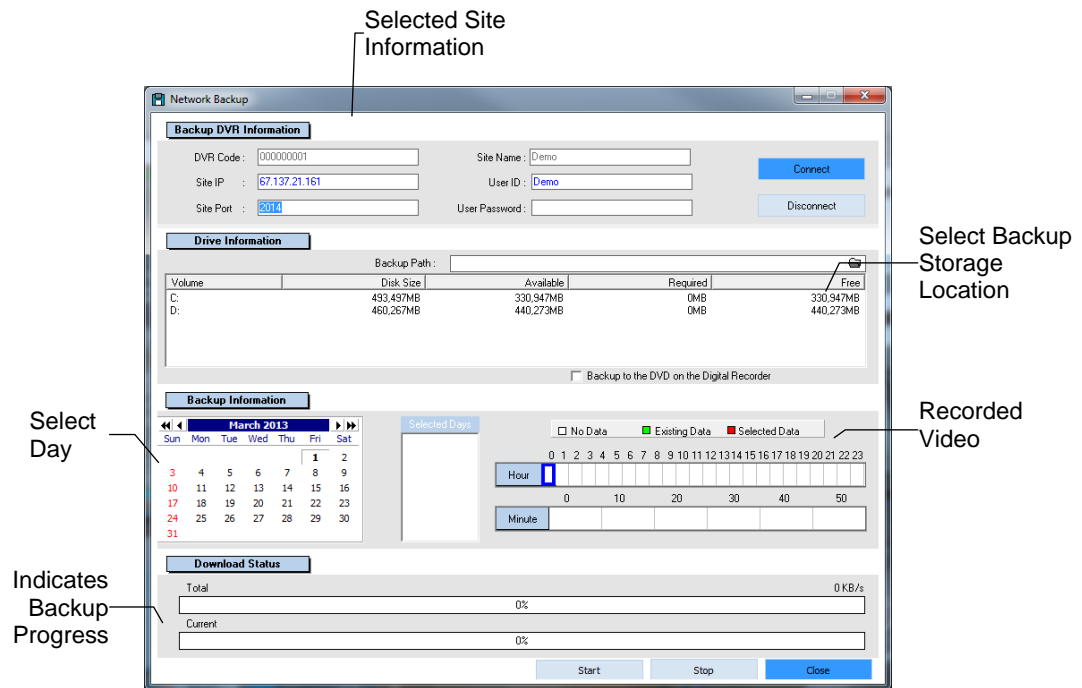 Selected Site
Information
Network Backup
Backup DVR Information
DVR Code : 000000001 Site Name : Demo
Connect
Site IP : 67.137.21.161 User ID : Demo
Site Port : 2014 User Password :
Disconnect
Drive Information
Select Backup
Storage
Location
Backup Path :
Volume Disk Size Available Required Free
C: 493,497MB 330,947MB 0MB 330,947MB
D: 460,267MB 440,273MB 0MB 440,273MB
Backup to the DVD on the Digital Recorder
Backup Information
Select
Day
March 2013
Sun Mon Tue Wed Thu Fri Sat
1 2
3 4 5 6 7 8 9
10 11 12 13 14 15 16
17 18 19 20 21 22 23
24 25 26 27 28 29 30
31
Selected Days
No Data Existing Data Selected Data
Recorded
Video
0 1 2 3 4 5 6 7 8 9 10 11 12 13 14 15 16 17 18 19 20 21 22 23
Hour
0 10 20 30 40 50
Minute
Download Status
Indicates
Backup
Progress
Total 0 KB/s
0%
Current
0%
Start Stop Close